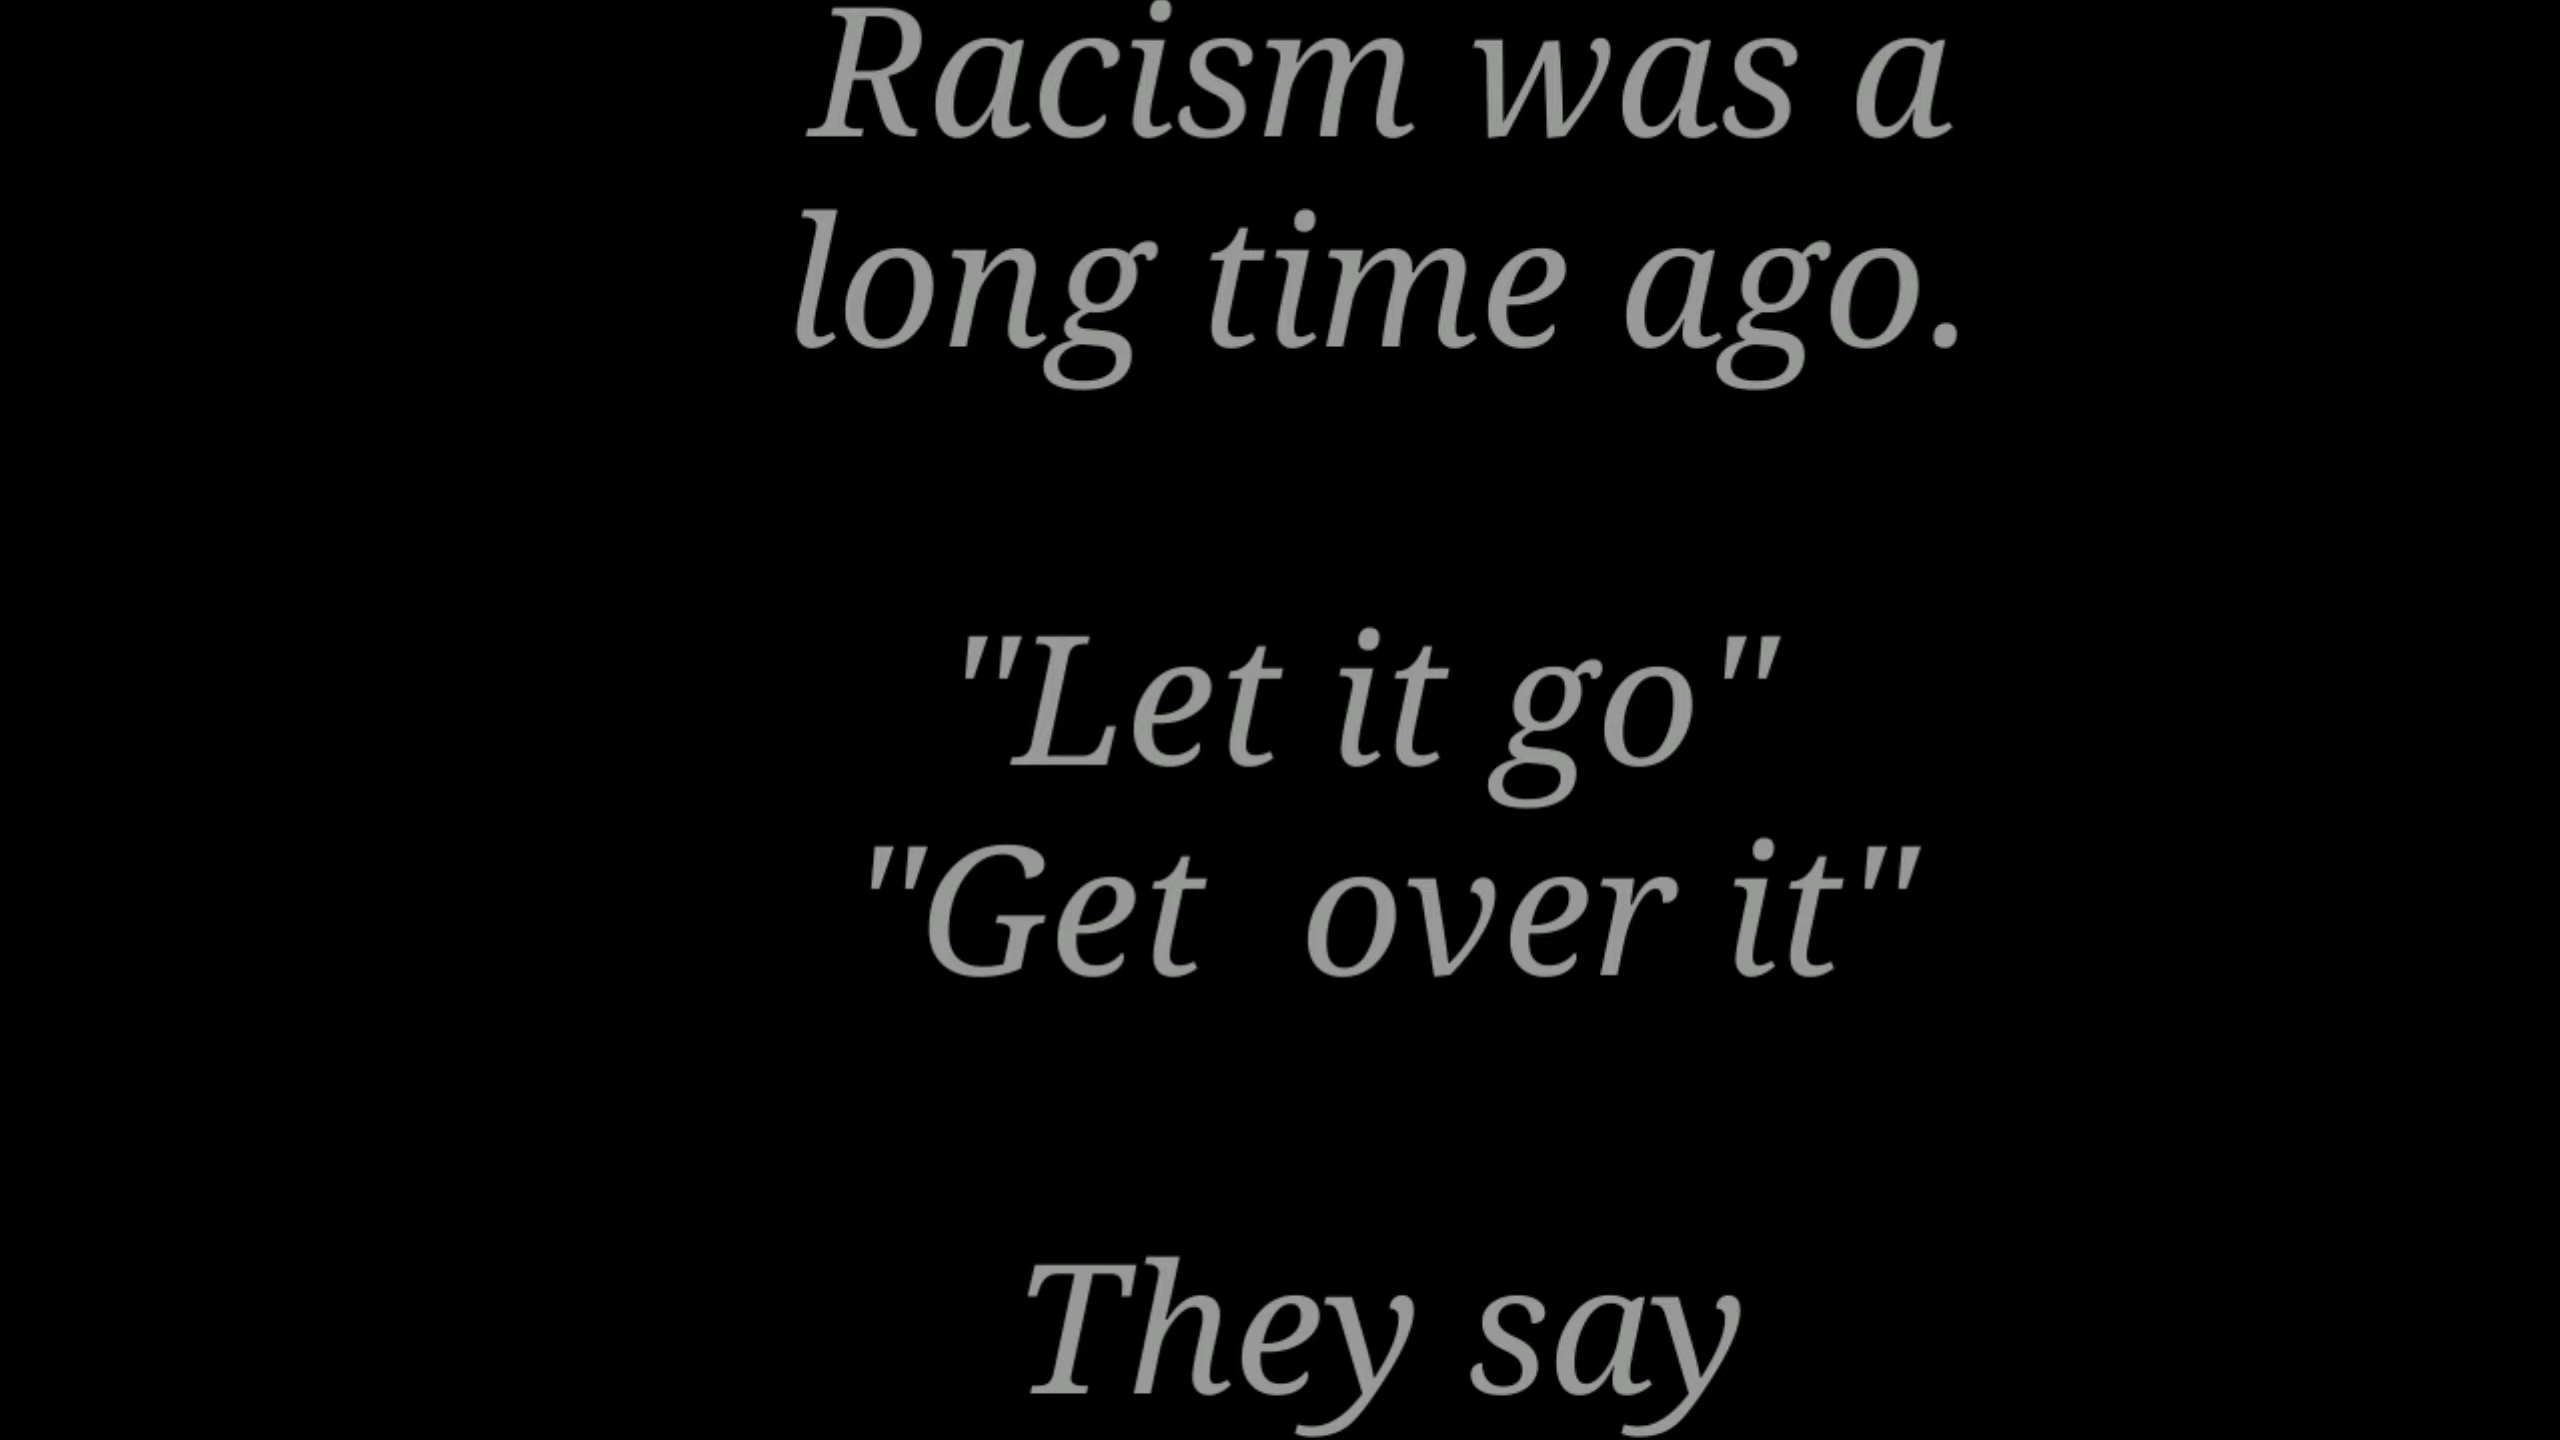 Racism was a
long time ago.
"Let it go"
"Get  over it"
They say